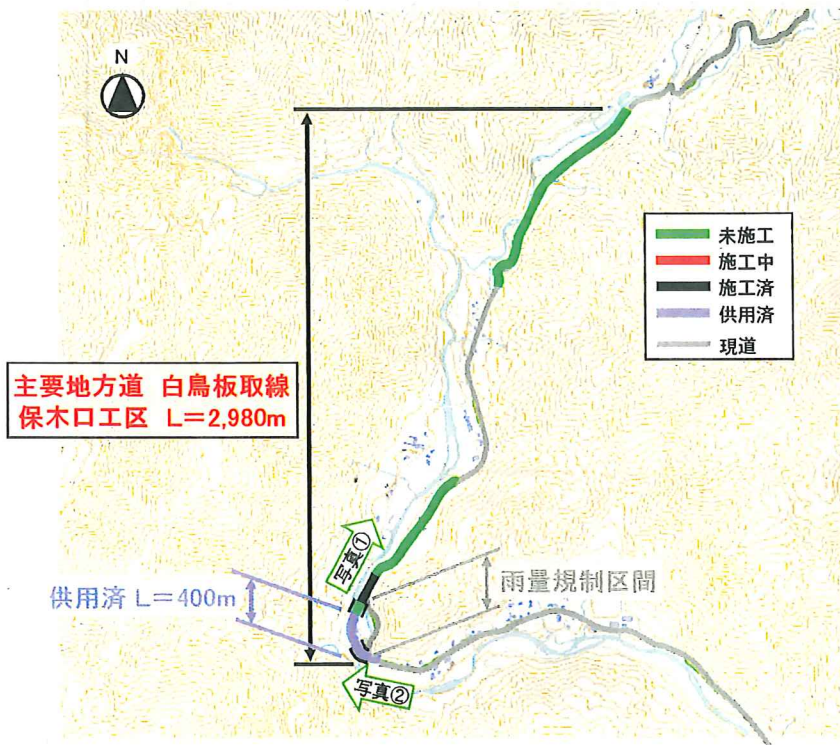 N
未施工
施工中
施工済
供用済
現道
主要地方道 白鳥板取線
保木口工区 L=2,980m
写真①
供用済 L=400m
雨量規制区間
写真②